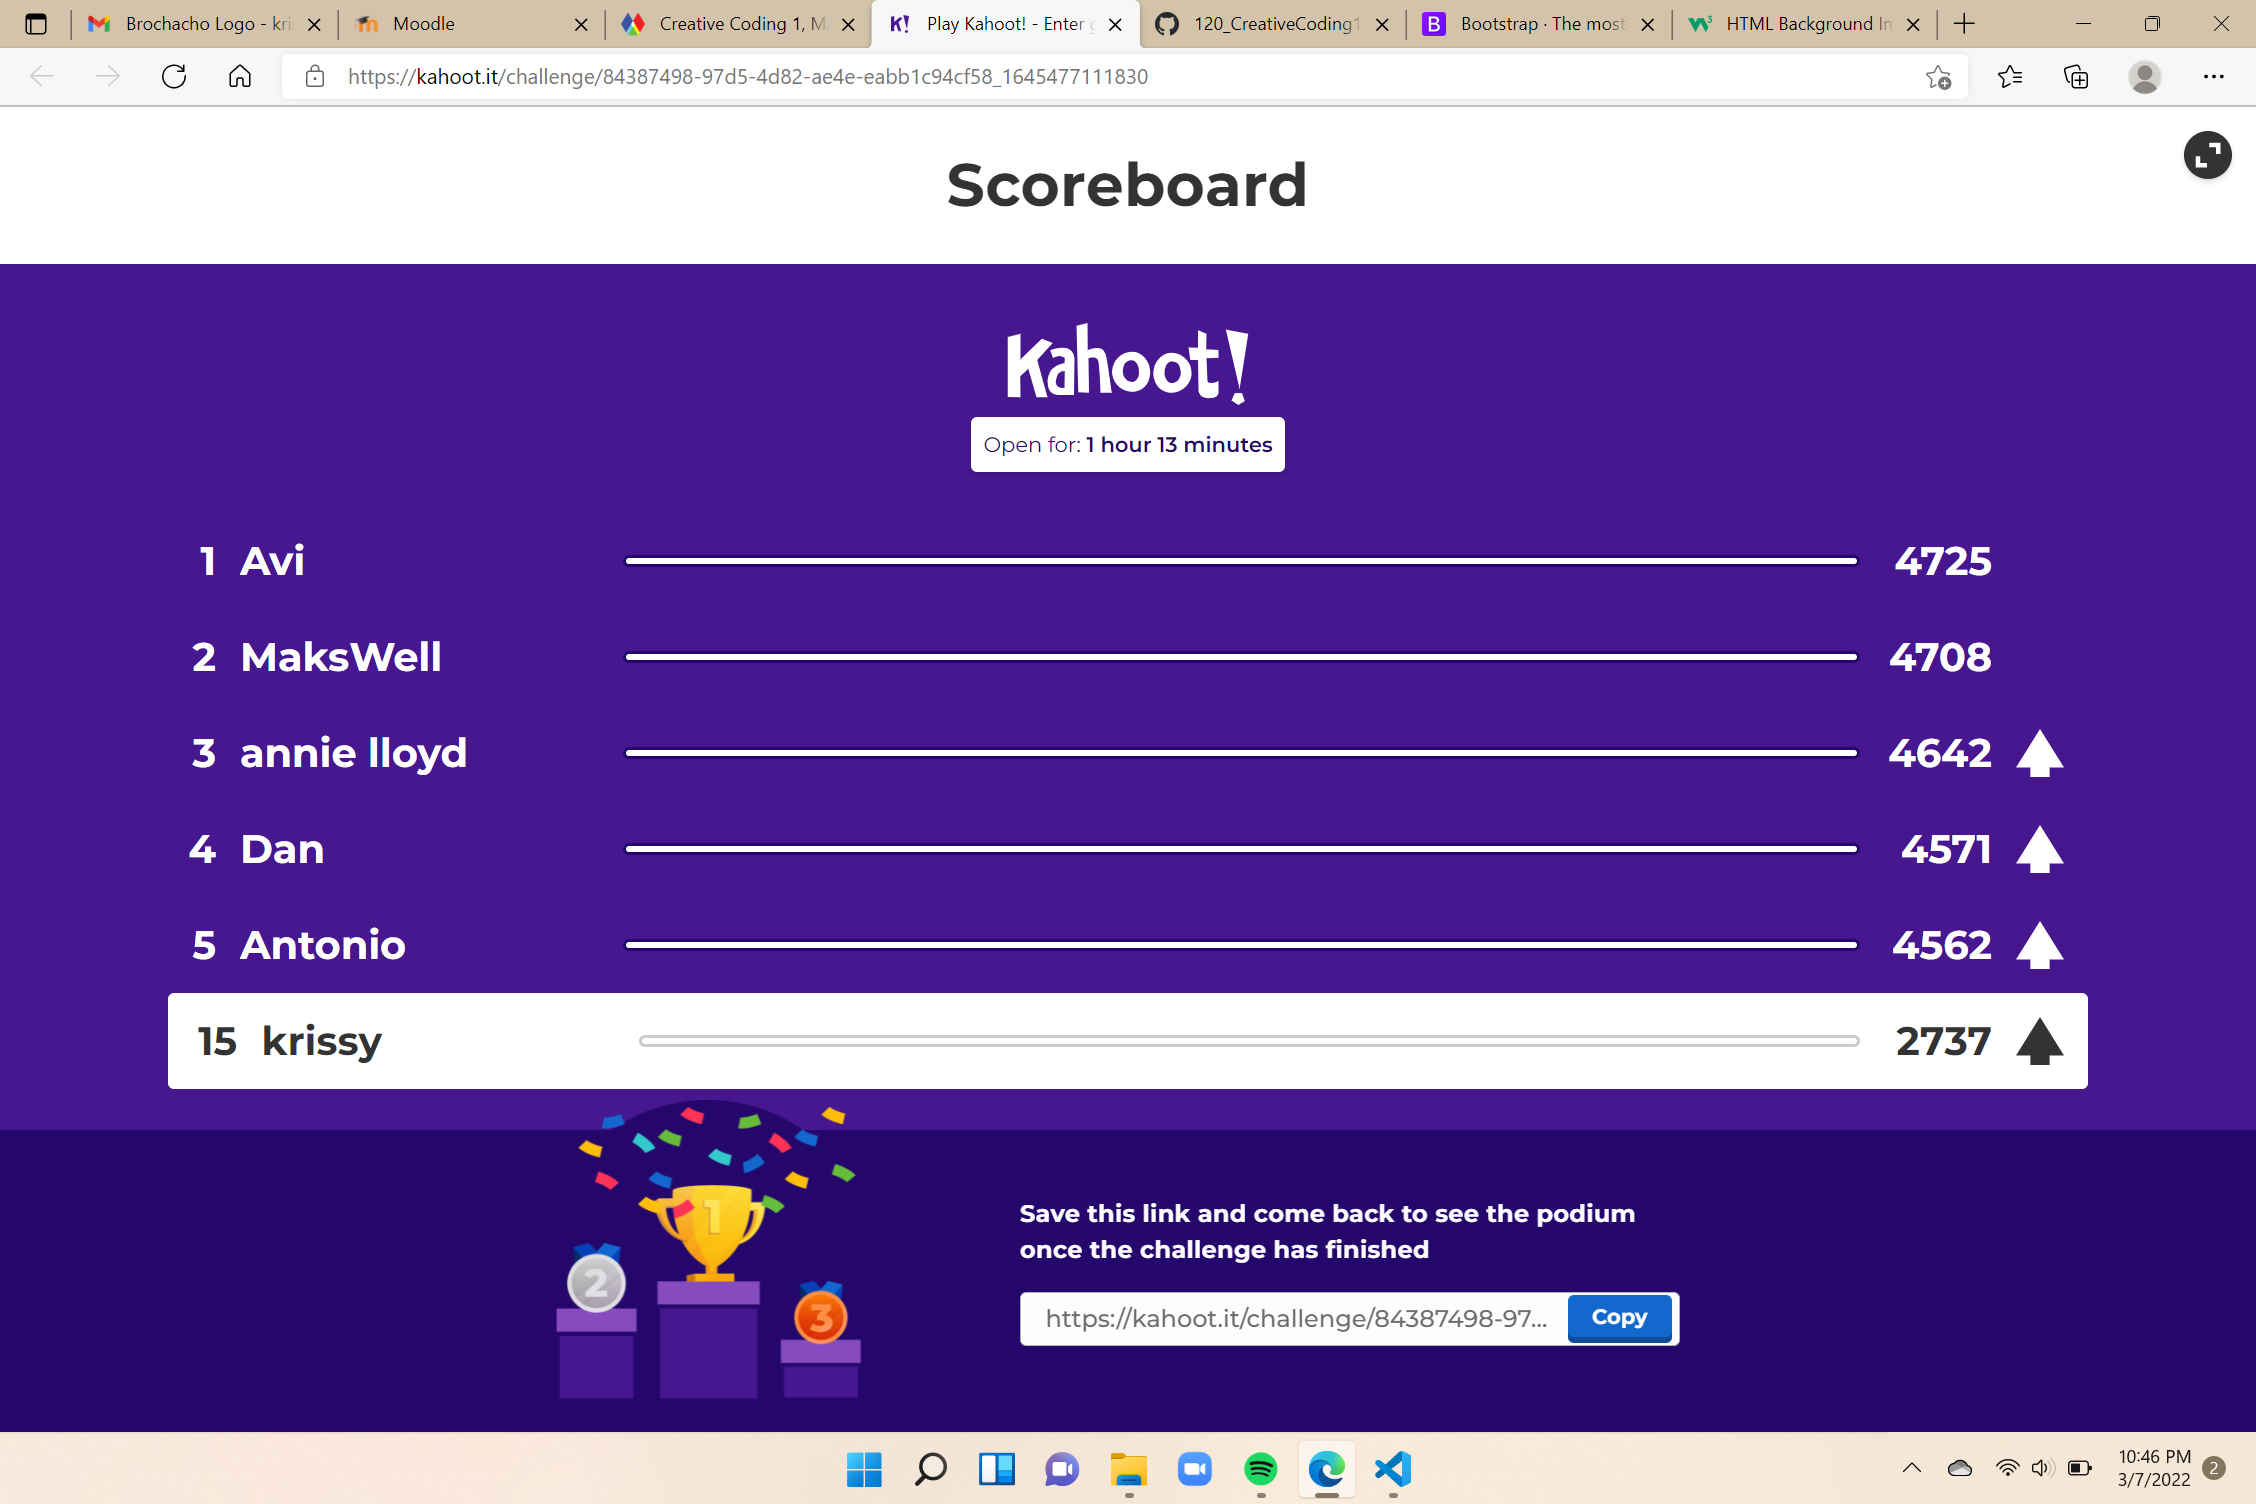 Brochacho Logo - kri
Moodle
Creative Coding 1, M
Play Kahoot! - Enter g
120_CreativeCoding1
Bootstrap · The most
HTML Background Im
https://kahoot.it/challenge/84387498-97d5-4d82-ae4e-eabb1c94cf58_1645477111830
Scoreboard
Kahoot!
Open for: 1 hour 13 minutes
1 Avi 4725
2 MaksWell 4708
3 annie lloyd 4642
4 Dan 4571
5 Antonio 4562
15 krissy 2737
1
2
3
Save this link and come back to see the podium
once the challenge has finished
https://kahoot.it/challenge/84387498-97...
Copy
10:46 PM
3/7/2022
2